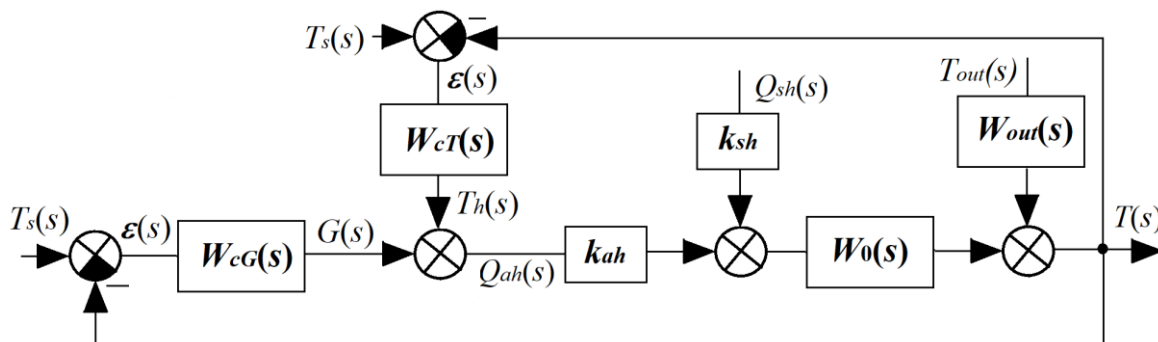 Ts(s)
−
ε(s)
WcT(s)
Th(s)
Qsh(s)
ksh
Tout(s)
Wout(s)
Ts(s)
ε(s)
WcG(s)
G(s)
Qah(s)
kah
W0(s)
T(s)
−